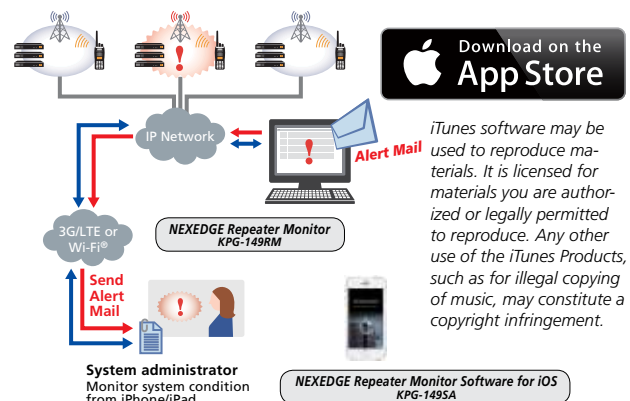 Download on the
App Store
IP Network
Alert Mail
iTunes software may be
used to reproduce ma-
terials. It is licensed for
materials you are author-
ized or legally permitted
to reproduce. Any other
use of the iTunes Products,
such as for illegal copying
of music, may constitute a
copyright infringement.
NEXEDGE Repeater Monitor
KPG-149RM
3G/LTE or
Wi-Fi®
Send
Alert
Mail
System administrator
Monitor system condition
from iPhone/iPad
NEXEDGE Repeater Monitor Software for iOS
KPG-149SA